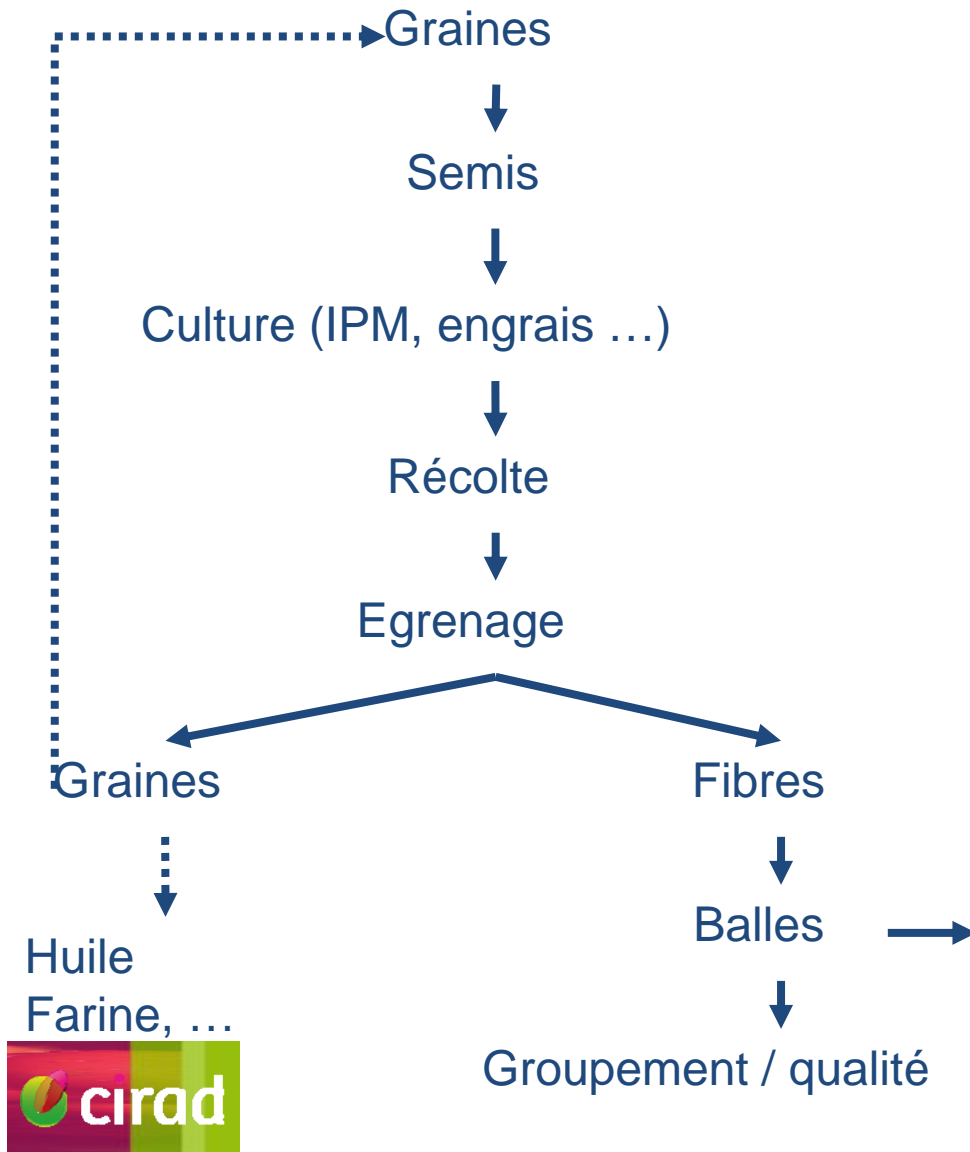 Graines
Semis
Culture (IPM, engrais …)
Récolte
Egrenage
Graines
Fibres
Balles
Huile
Farine, …
Groupement / qualité
cirad